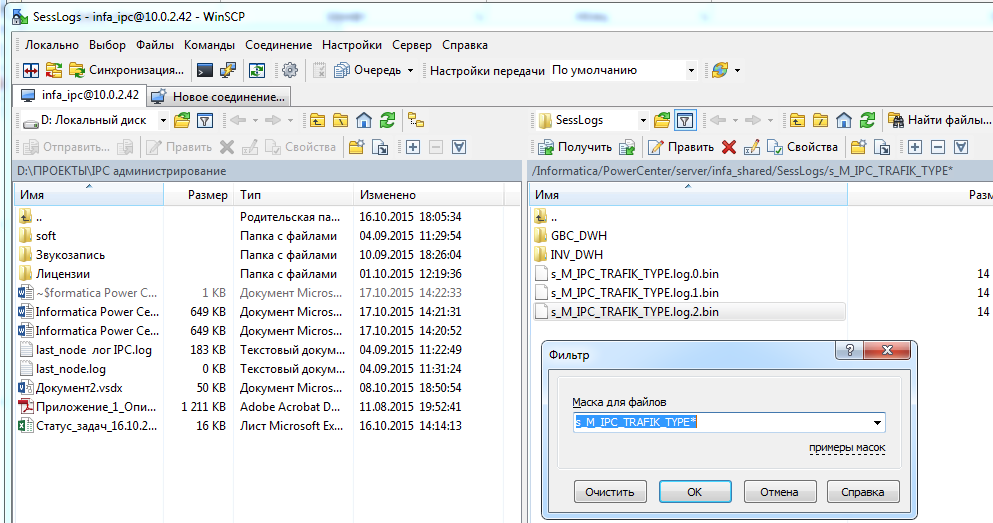 SessLogs - infa_ipc@10.0.2.42 - WinSCP
Локально Выбор Файлы Команды Соединение Настройки Сервер Справка
Синхронизация... Очередь Настройки передачи По умолчанию
infa_ipc@10.0.2.42 Новое соединение...
D: Локальный диск
SessLogs Найти файлы...
Отправить... Править Свойства
Получить Править Свойства
D:\ПРОЕКТЫ\IPC администрирование
/Informatica/PowerCenter/server/infa_shared/SessLogs/s_M_IPC_TRAFIK_TYPE*
Имя Размер Тип Изменено
.. Родительская па... 16.10.2015 18:05:34
soft Папка с файлами 04.09.2015 11:29:54
Звукозапись Папка с файлами 10.09.2015 18:26:04
Лицензии Папка с файлами 01.10.2015 12:19:36
~$formatica Power C... 1 KB Документ Micros... 17.10.2015 14:22:33
Informatica Power Ce... 649 KB Документ Micros... 17.10.2015 14:21:31
Informatica Power Ce... 649 KB Документ Micros... 17.10.2015 14:20:52
last_node лог IPC.log 183 KB Текстовый докум... 04.09.2015 11:22:49
last_node.log 0 KB Текстовый докум... 04.09.2015 11:31:24
Документ2.vsdx 50 KB Документ Micros... 08.10.2015 18:50:54
Приложение_1_Опи... 1 211 KB Adobe Acrobat D... 11.08.2015 19:52:41
Статус_задач_16.10.2... 16 KB Лист Microsoft Ex... 16.10.2015 14:14:13
Имя Разм
..
GBC_DWH
INV_DWH
s_M_IPC_TRAFIK_TYPE.log.0.bin 14
s_M_IPC_TRAFIK_TYPE.log.1.bin 14
s_M_IPC_TRAFIK_TYPE.log.2.bin 14
Фильтр
Маска для файлов
s_M_IPC_TRAFIK_TYPE*
примеры масок
Очистить OK Отмена Справка